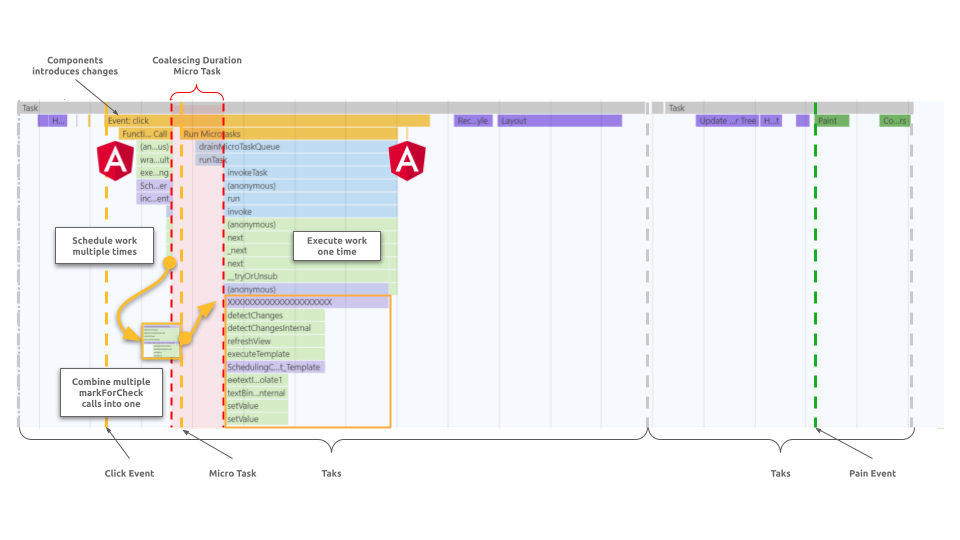 Components
introduces changes
Coalescing Duration
Micro Task
Task
Task
H...
Event: click
Rec...yle
Layout
Update ...r Tree
H...t
Paint
Co...rs
Functi... Call
Run Microtasks
(an...us)
drainMicroTaskQueue
wra...ult
runTask
exe...ng
invokeTask
Sch...er
(anonymous)
inc...ent
run
invoke
(anonymous)
next
_next
next
__tryOrUnsub
(anonymous)
XXXXXXXXXXXXXXXXXXXXX
detectChanges
detectChangesInternal
refreshView
executeTemplate
SchedulingC...t_Template
textBin...nternal
setValue
setValue
A
A
Schedule work
multiple times
Execute work
one time
Combine multiple
markForCheck
calls into one
Click Event
Micro Task
Taks
Taks
Pain Event